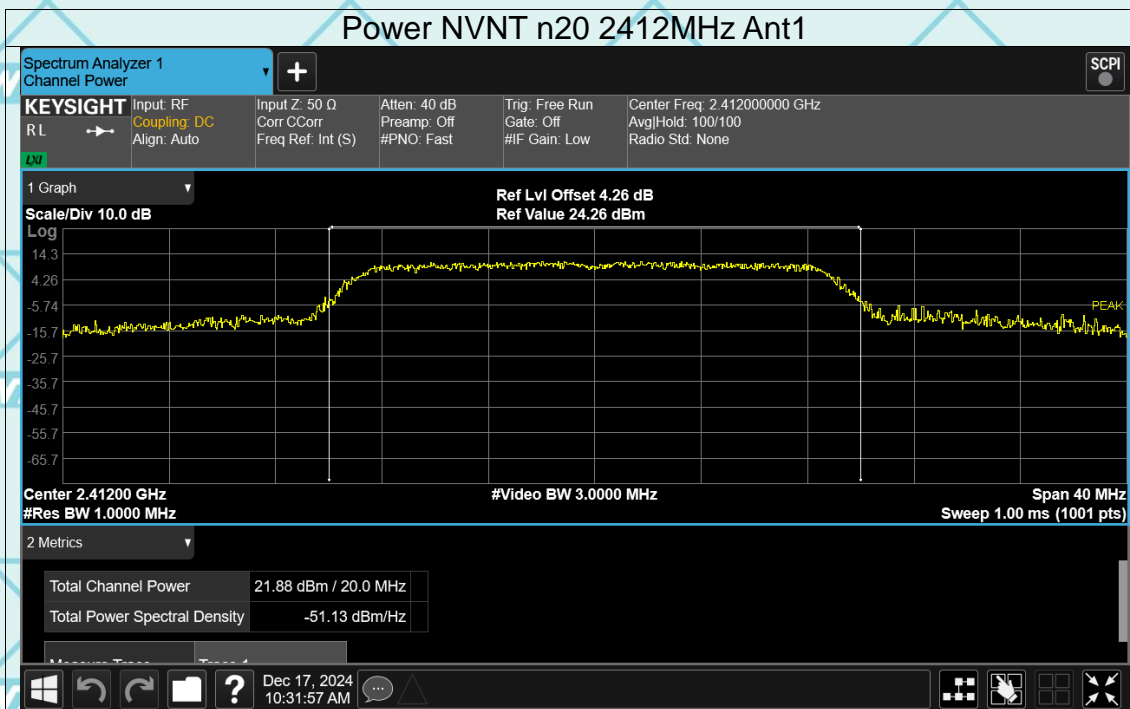 Power NVNT n20 2412MHz Ant1
Spectrum Analyzer 1
Channel Power
+
SCPI
KEYSIGHT
R L
LXI
Input: RF
Coupling: DC
Align: Auto
Input Z: 50 Ω
Corr CCorr
Freq Ref: Int (S)
Atten: 40 dB
Preamp: Off
#PNO: Fast
Trig: Free Run
Gate: Off
#IF Gain: Low
Center Freq: 2.412000000 GHz
Avg|Hold: 100/100
Radio Std: None
1 Graph
Scale/Div 10.0 dB
Ref Lvl Offset 4.26 dB
Ref Value 24.26 dBm
Log
14.3
4.26
-5.74
-15.7
-25.7
-35.7
-45.7
-55.7
-65.7
PEAK
Center 2.41200 GHz
#Res BW 1.0000 MHz
#Video BW 3.0000 MHz
Span 40 MHz
Sweep 1.00 ms (1001 pts)
2 Metrics
Total Channel Power 21.88 dBm / 20.0 MHz
Total Power Spectral Density -51.13 dBm/Hz
Measure Trace Trace 1
?
Dec 17, 2024
10:31:57 AM